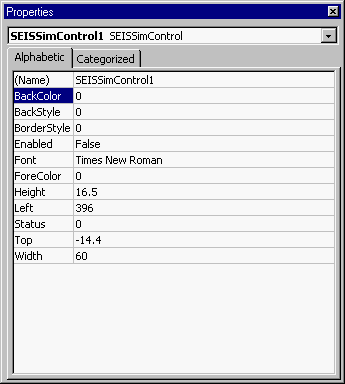 Properties
SEISSimControl1 SEISSimControl
Alphabetic Categorized
(Name) SEISSimControl1
BackColor 0
BackStyle 0
BorderStyle 0
Enabled False
Font Times New Roman
ForeColor 0
Height 16.5
Left 396
Status 0
Top -14.4
Width 60